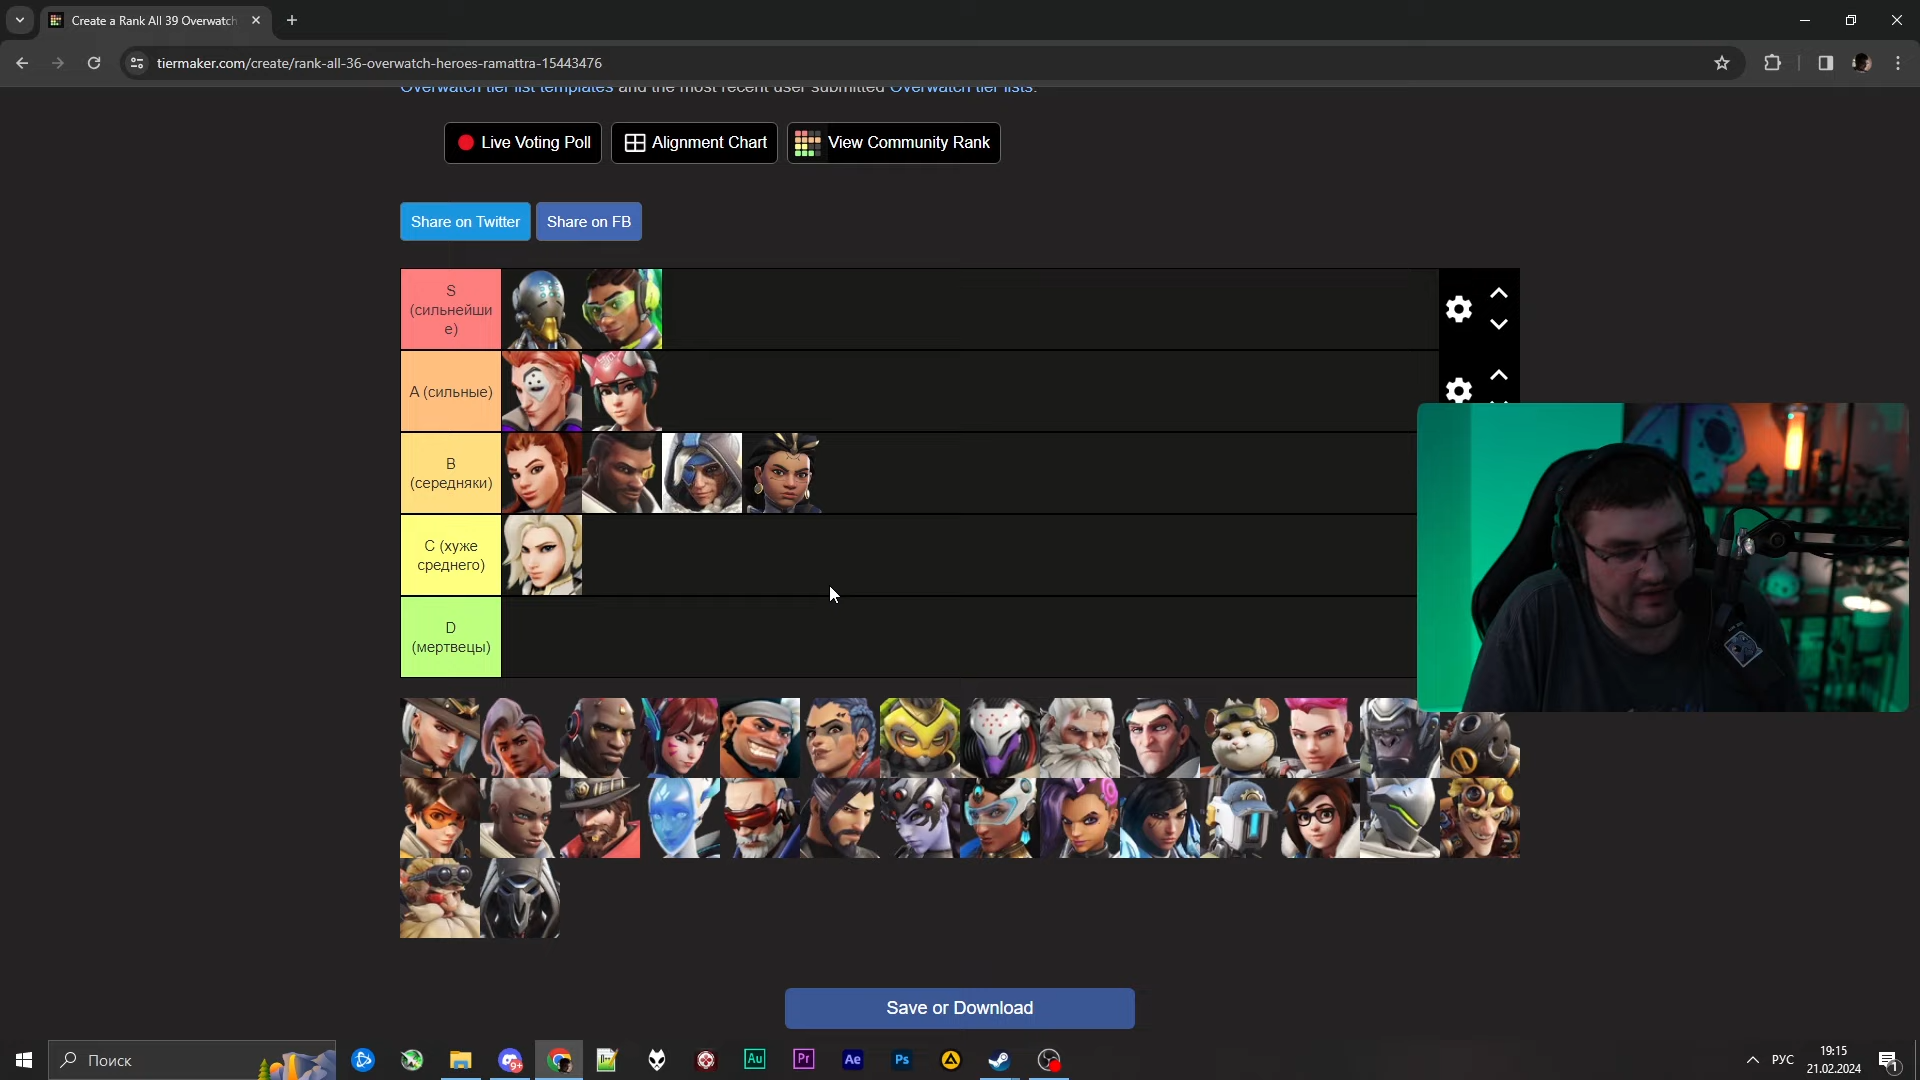 Create a Rank All 39 Overwatch
tiermaker.com/create/rank-all-36-overwatch-heroes-ramattra-15443476
Overwatch tier list templates and the most recent user submitted Overwatch tier lists.
Live Voting Poll
Alignment Chart
View Community Rank
Share on Twitter
Share on FB
S
(сильнейши
е)
A (сильные)
B
(середняки)
C (хуже
среднего)
D
(мертвецы)
Save or Download
Поиск
9+
Au
Pr
Ae
Ps
РУС
19:15
21.02.2024
1